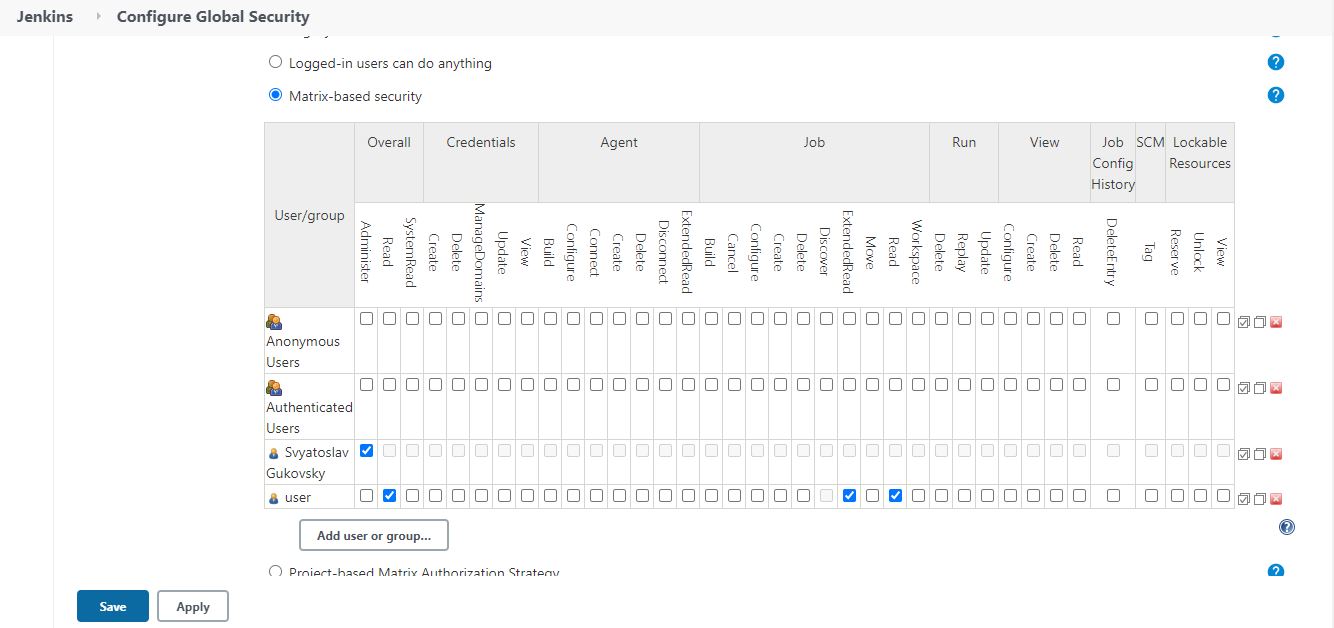 Jenkins Configure Global Security
Logged-in users can do anything
Matrix-based security
User/group
Overall Credentials Agent Job Run View Job Config History SCM Lockable Resources
Administer
Read
SystemRead
Create
Delete
ManageDomains
Update
View
Build
Configure
Connect
Create
Delete
Disconnect
ExtendedRead
Build
Cancel
Configure
Create
Delete
Discover
ExtendedRead
Move
Read
Workspace
Delete
Replay
Update
Configure
Create
Delete
Read
DeleteEntry
Tag
Reserve
Unlock
View
Anonymous
Users
Authenticated
Users
Svyatoslav
Gukovsky
user
Add user or group...
Project-based Matrix Authorization Strategy
Save Apply